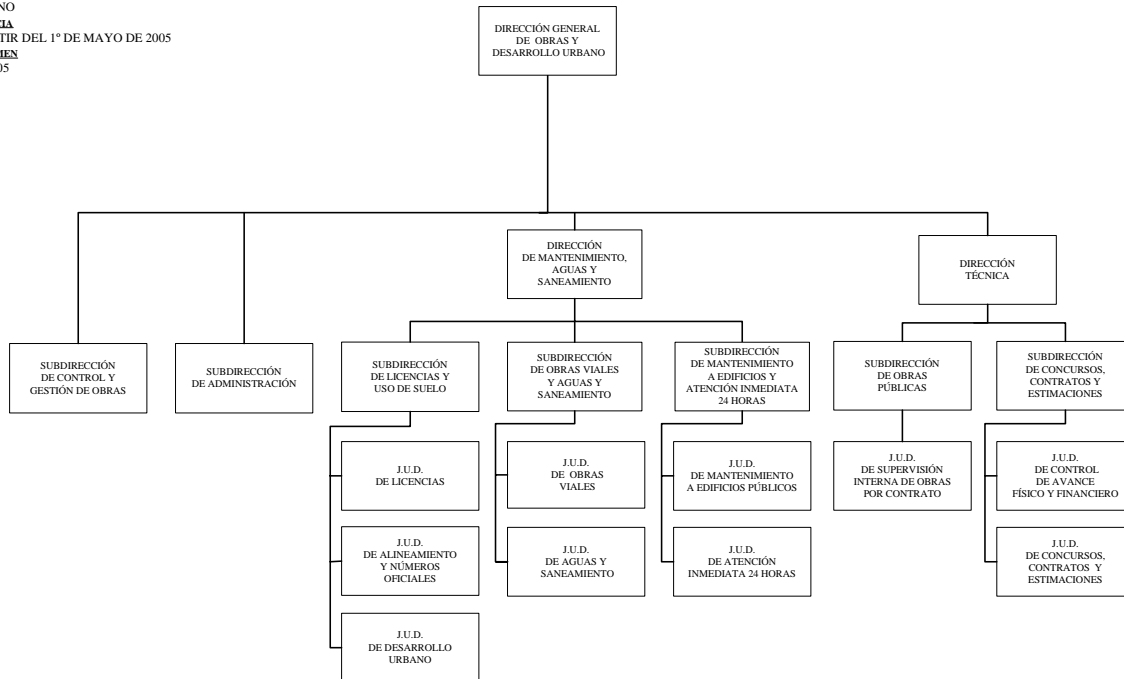 TIR DEL 1º DE MAYO DE 2005
DIRECCIÓN GENERAL
DE OBRAS Y
DESARROLLO URBANO
DIRECCIÓN
DE MANTENIMIENTO,
AGUAS Y
SANEAMIENTO
DIRECCIÓN
TÉCNICA
SUBDIRECCIÓN
DE CONTROL Y
GESTIÓN DE OBRAS
SUBDIRECCIÓN
DE ADMINISTRACIÓN
SUBDIRECCIÓN
DE LICENCIAS Y
USO DE SUELO
SUBDIRECCIÓN
DE OBRAS VIALES
Y AGUAS Y
SANEAMIENTO
SUBDIRECCIÓN
DE MANTENIMIENTO
A EDIFICIOS Y
ATENCIÓN INMEDIATA
24 HORAS
SUBDIRECCIÓN
DE OBRAS
PÚBLICAS
SUBDIRECCIÓN
DE CONCURSOS,
CONTRATOS Y
ESTIMACIONES
J.U.D.
DE LICENCIAS
J.U.D.
DE OBRAS
VIALES
J.U.D.
DE MANTENIMIENTO
A EDIFICIOS PÚBLICOS
J.U.D.
DE SUPERVISIÓN
INTERNA DE OBRAS
POR CONTRATO
J.U.D.
DE CONTROL
DE AVANCE
FÍSICO Y FINANCIERO
J.U.D.
DE ALINEAMIENTO
Y NÚMEROS
OFICIALES
J.U.D.
DE AGUAS Y
SANEAMIENTO
J.U.D.
DE ATENCIÓN
INMEDIATA 24 HORAS
J.U.D.
DE CONCURSOS,
CONTRATOS Y
ESTIMACIONES
J.U.D.
DE DESARROLLO
URBANO